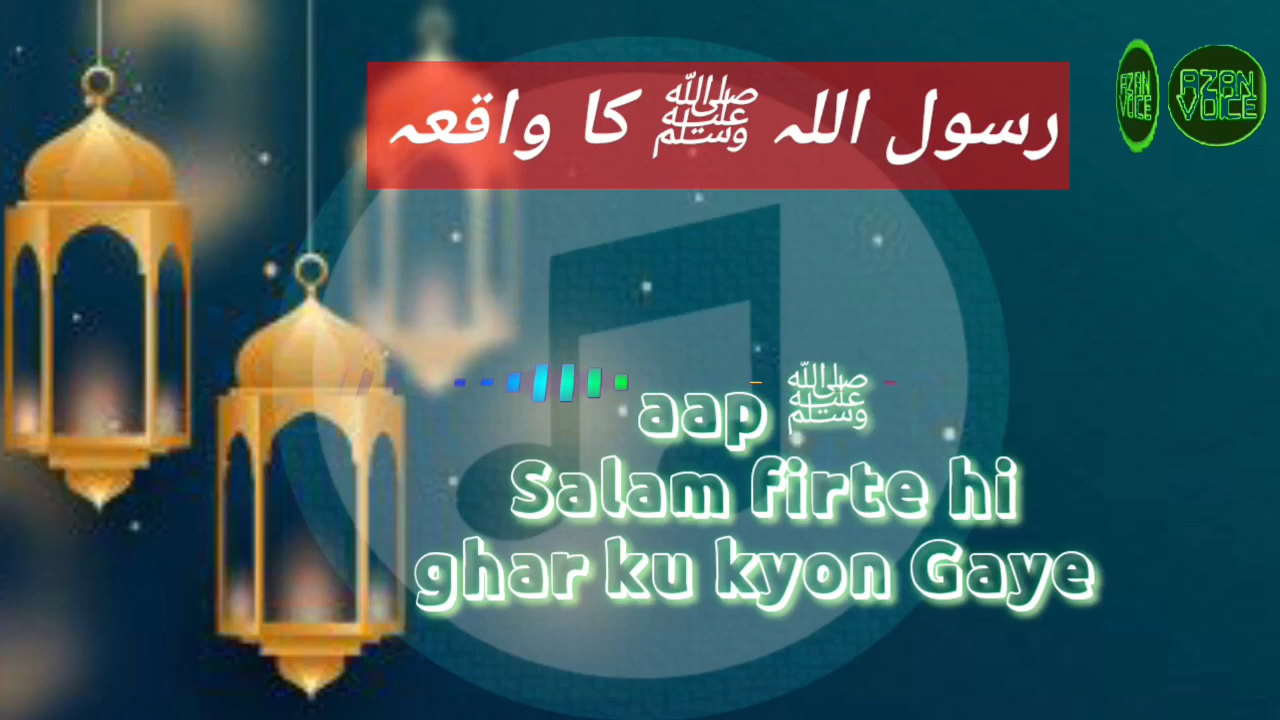 رسول اللہ ﷺ کا واقعہ
AZAN VOICE
AZAN VOICE
aap ﷺ
Salam firte hi
ghar ku kyon Gaye